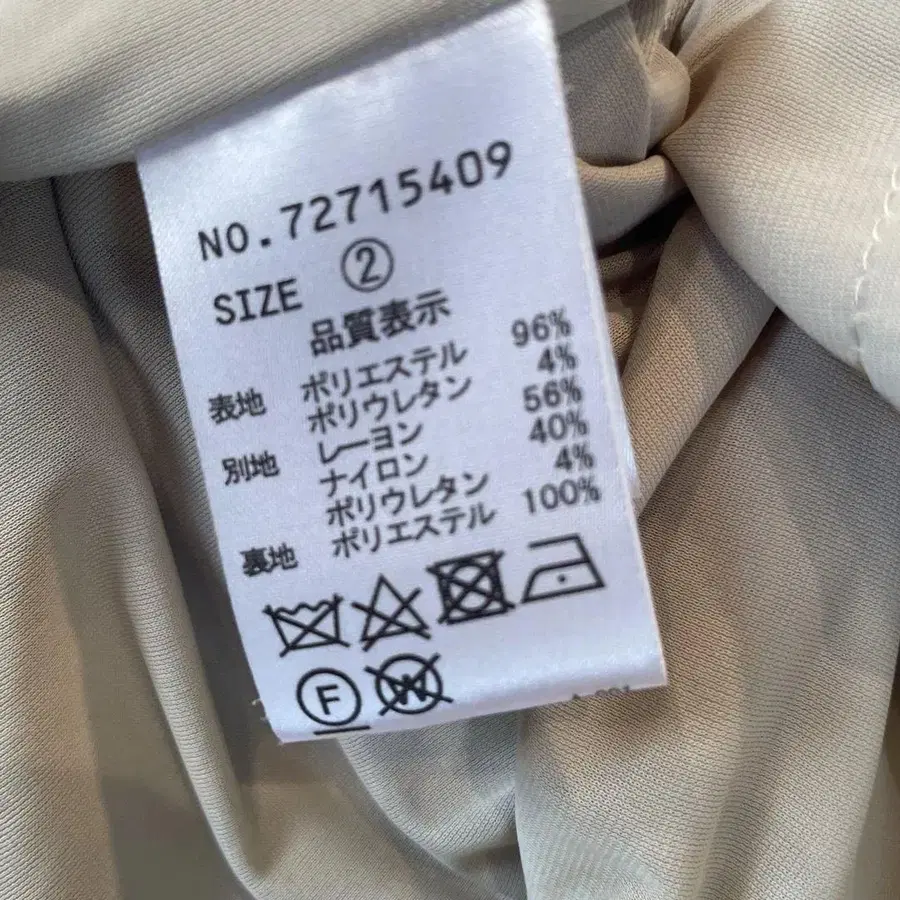 NO.72715409
SIZE ②
品質表示
表地 ポリエステル 96%
ポリウレタン 4%
別地 レーヨン 56%
ナイロン 40%
ポリウレタン 4%
裏地 ポリエステル 100%
F W